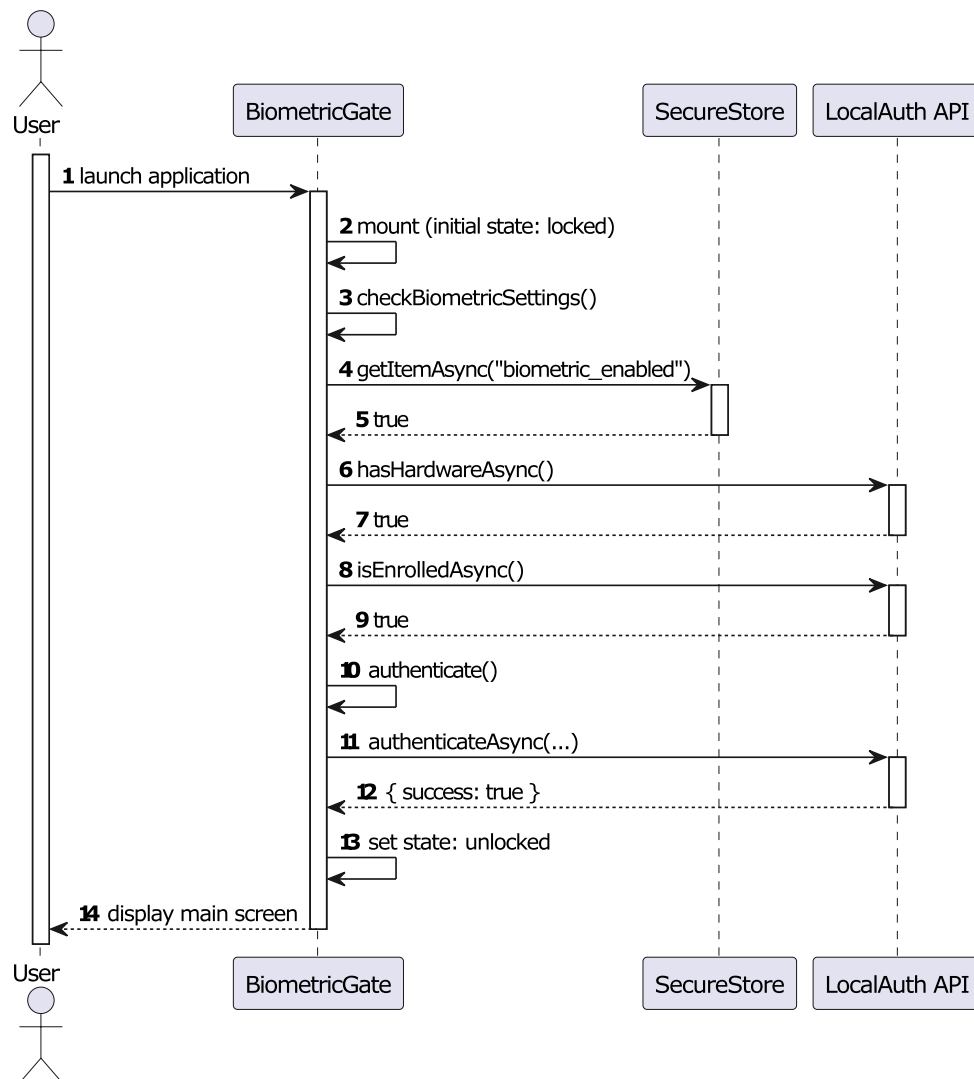 User
BiometricGate
SecureStore
LocalAuth API
1 launch application
2 mount (initial state: locked)
3 checkBiometricSettings()
4 getItemAsync("biometric_enabled")
5 true
6 hasHardwareAsync()
7 true
8 isEnrolledAsync()
9 true
10 authenticate()
11 authenticateAsync(...)
12 { success: true }
13 set state: unlocked
14 display main screen
User
BiometricGate
SecureStore
LocalAuth API